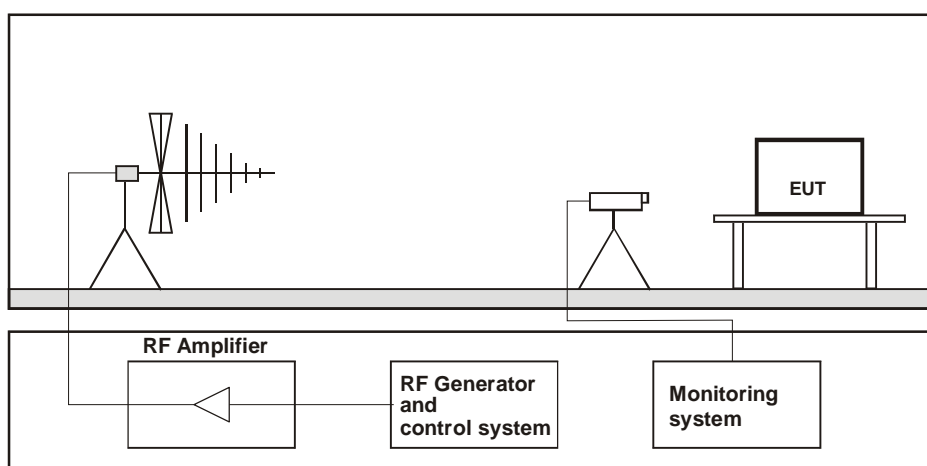 EUT
RF Amplifier
RF Generator
and
control system
Monitoring
system